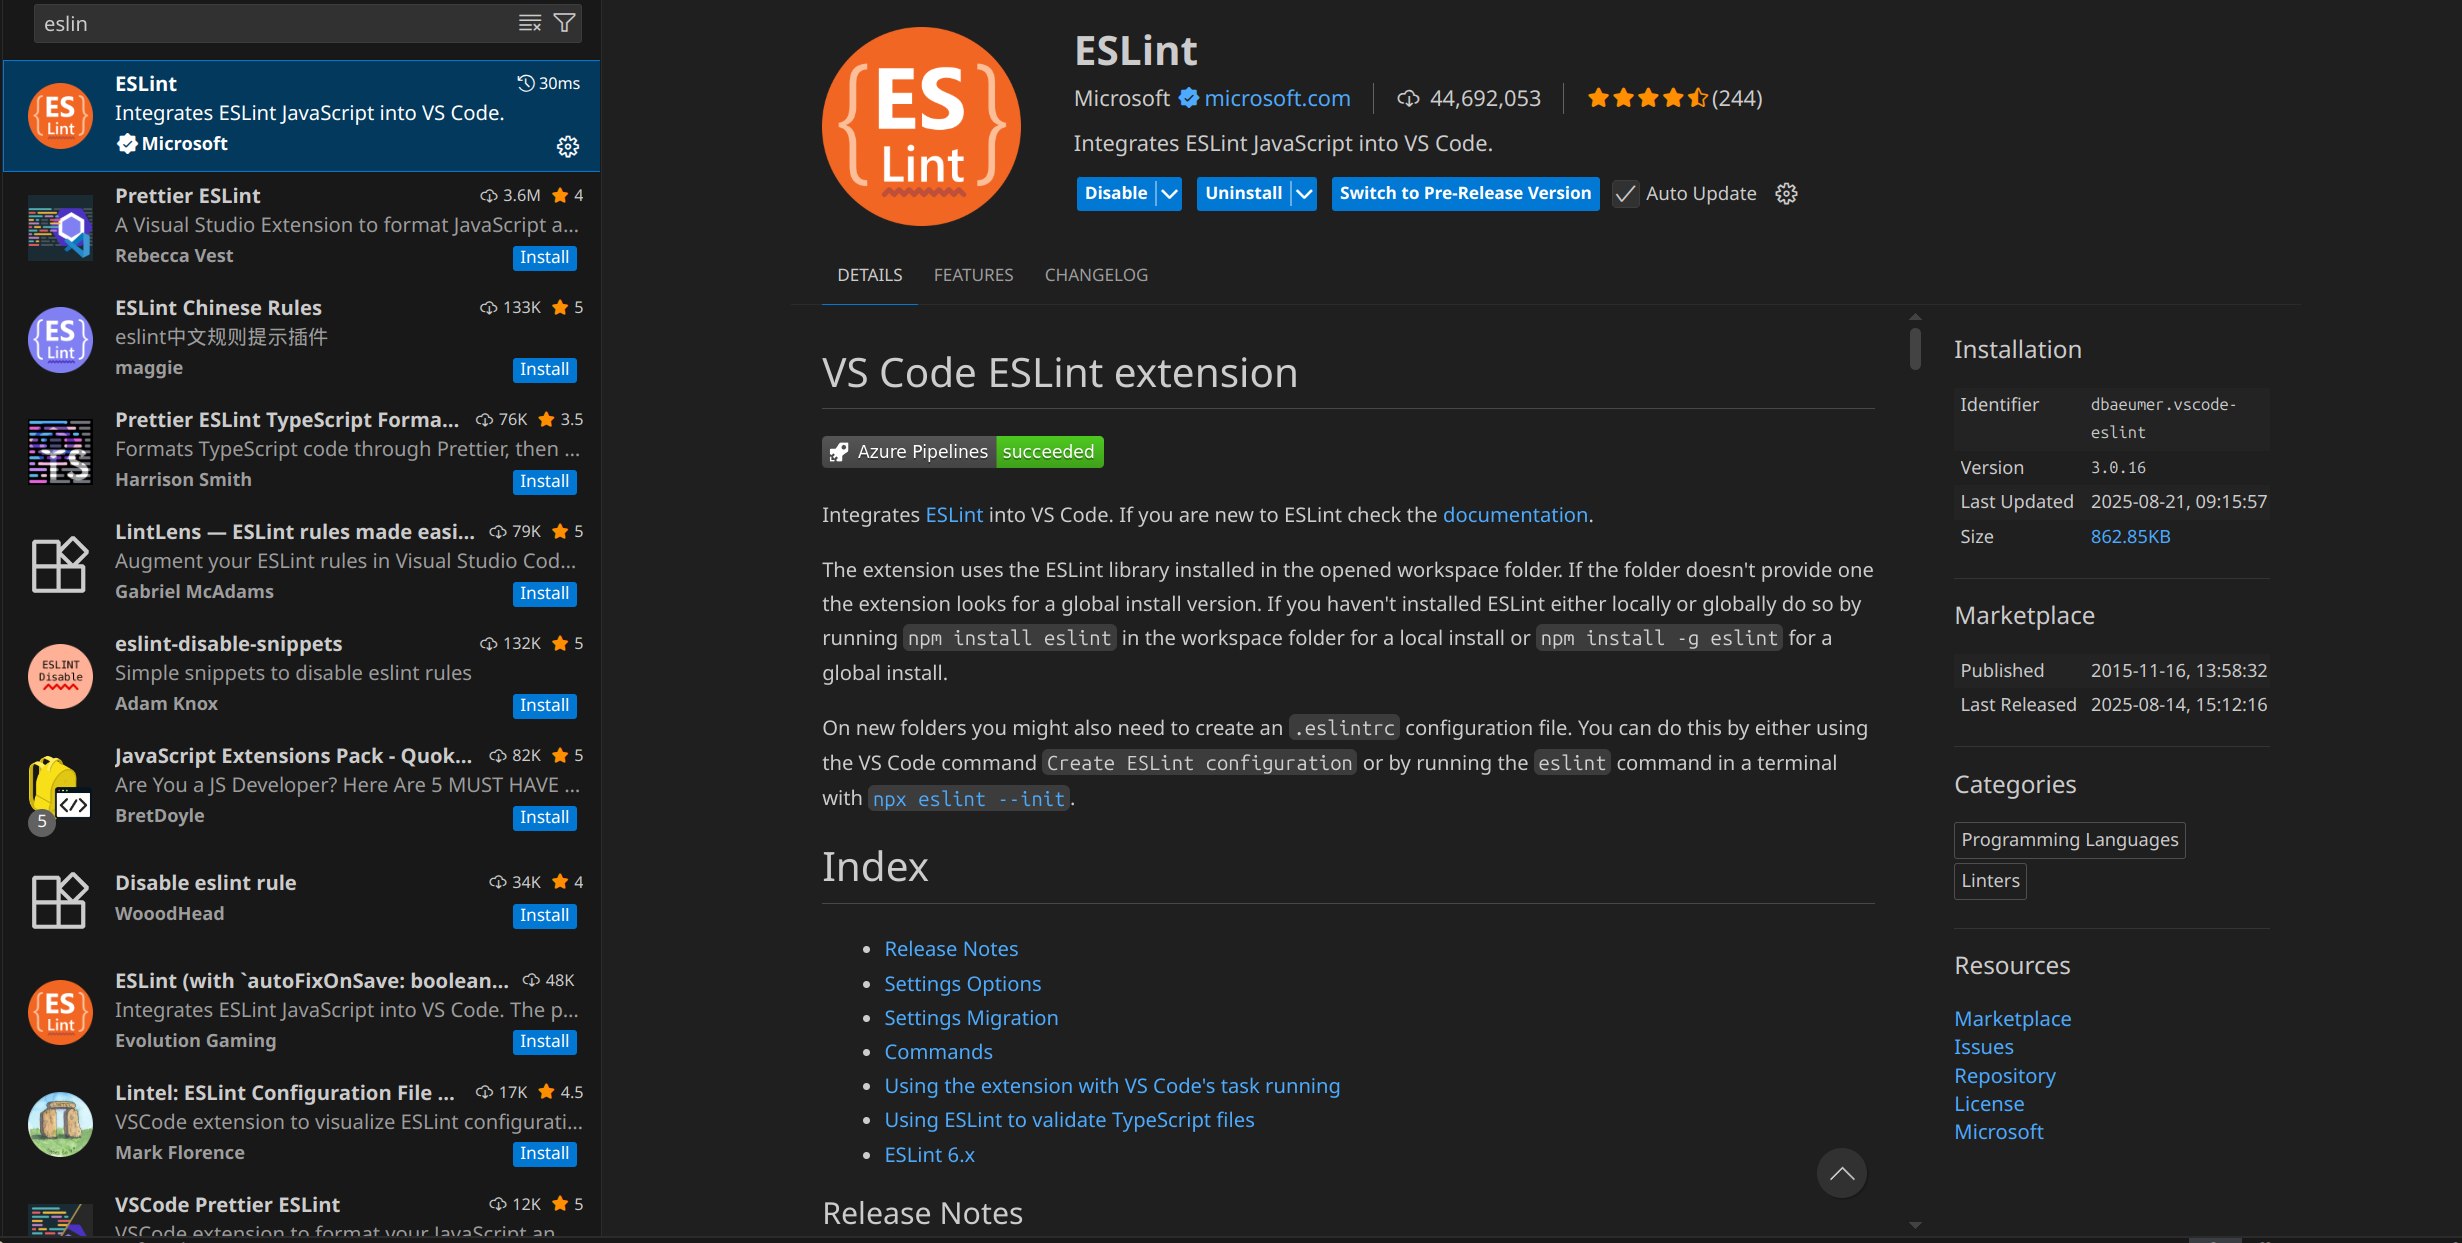 eslin
ESLint
30ms
Integrates ESLint JavaScript into VS Code.
Microsoft
Prettier ESLint
3.6M
4
A Visual Studio Extension to format JavaScript a...
Rebecca Vest
Install
ESLint Chinese Rules
133K
5
eslint中文规则提示插件
maggie
Install
Prettier ESLint TypeScript Forma...
76K
3.5
Formats TypeScript code through Prettier, then ...
Harrison Smith
Install
LintLens — ESLint rules made easi...
79K
5
Augment your ESLint rules in Visual Studio Cod...
Gabriel McAdams
Install
eslint-disable-snippets
132K
5
Simple snippets to disable eslint rules
Adam Knox
Install
JavaScript Extensions Pack - Quok...
82K
5
Are You a JS Developer? Here Are 5 MUST HAVE ...
5
BretDoyle
Install
Disable eslint rule
34K
4
WooodHead
Install
ESLint (with `autoFixOnSave: boolean...
48K
Integrates ESLint JavaScript into VS Code. The p...
Evolution Gaming
Install
Lintel: ESLint Configuration File ...
17K
4.5
VSCode extension to visualize ESLint configurati...
Mark Florence
Install
VSCode Prettier ESLint
12K
5
VSCode extension to format your JavaScript an
ES
Lint
ES
Lint
TS
ESLINT
Disable
</>
ES
Lint
ES
Lint
ESLint
Microsoft microsoft.com
44,692,053
(244)
Integrates ESLint JavaScript into VS Code.
Disable
Uninstall
Switch to Pre-Release Version
Auto Update
DETAILS
FEATURES
CHANGELOG
VS Code ESLint extension
Azure Pipelines succeeded
Integrates ESLint into VS Code. If you are new to ESLint check the documentation.
The extension uses the ESLint library installed in the opened workspace folder. If the folder doesn't provide one
the extension looks for a global install version. If you haven't installed ESLint either locally or globally do so by
running npm install eslint in the workspace folder for a local install or npm install -g eslint for a
global install.
On new folders you might also need to create an .eslintrc configuration file. You can do this by either using
the VS Code command Create ESLint configuration or by running the eslint command in a terminal
with npx eslint --init.
Index
• Release Notes
• Settings Options
• Settings Migration
• Commands
• Using the extension with VS Code's task running
• Using ESLint to validate TypeScript files
• ESLint 6.x
Release Notes
Installation
Identifier dbaeumer.vscode-
eslint
Version 3.0.16
Last Updated 2025-08-21, 09:15:57
Size 862.85KB
Marketplace
Published 2015-11-16, 13:58:32
Last Released 2025-08-14, 15:12:16
Categories
Programming Languages
Linters
Resources
Marketplace
Issues
Repository
License
Microsoft